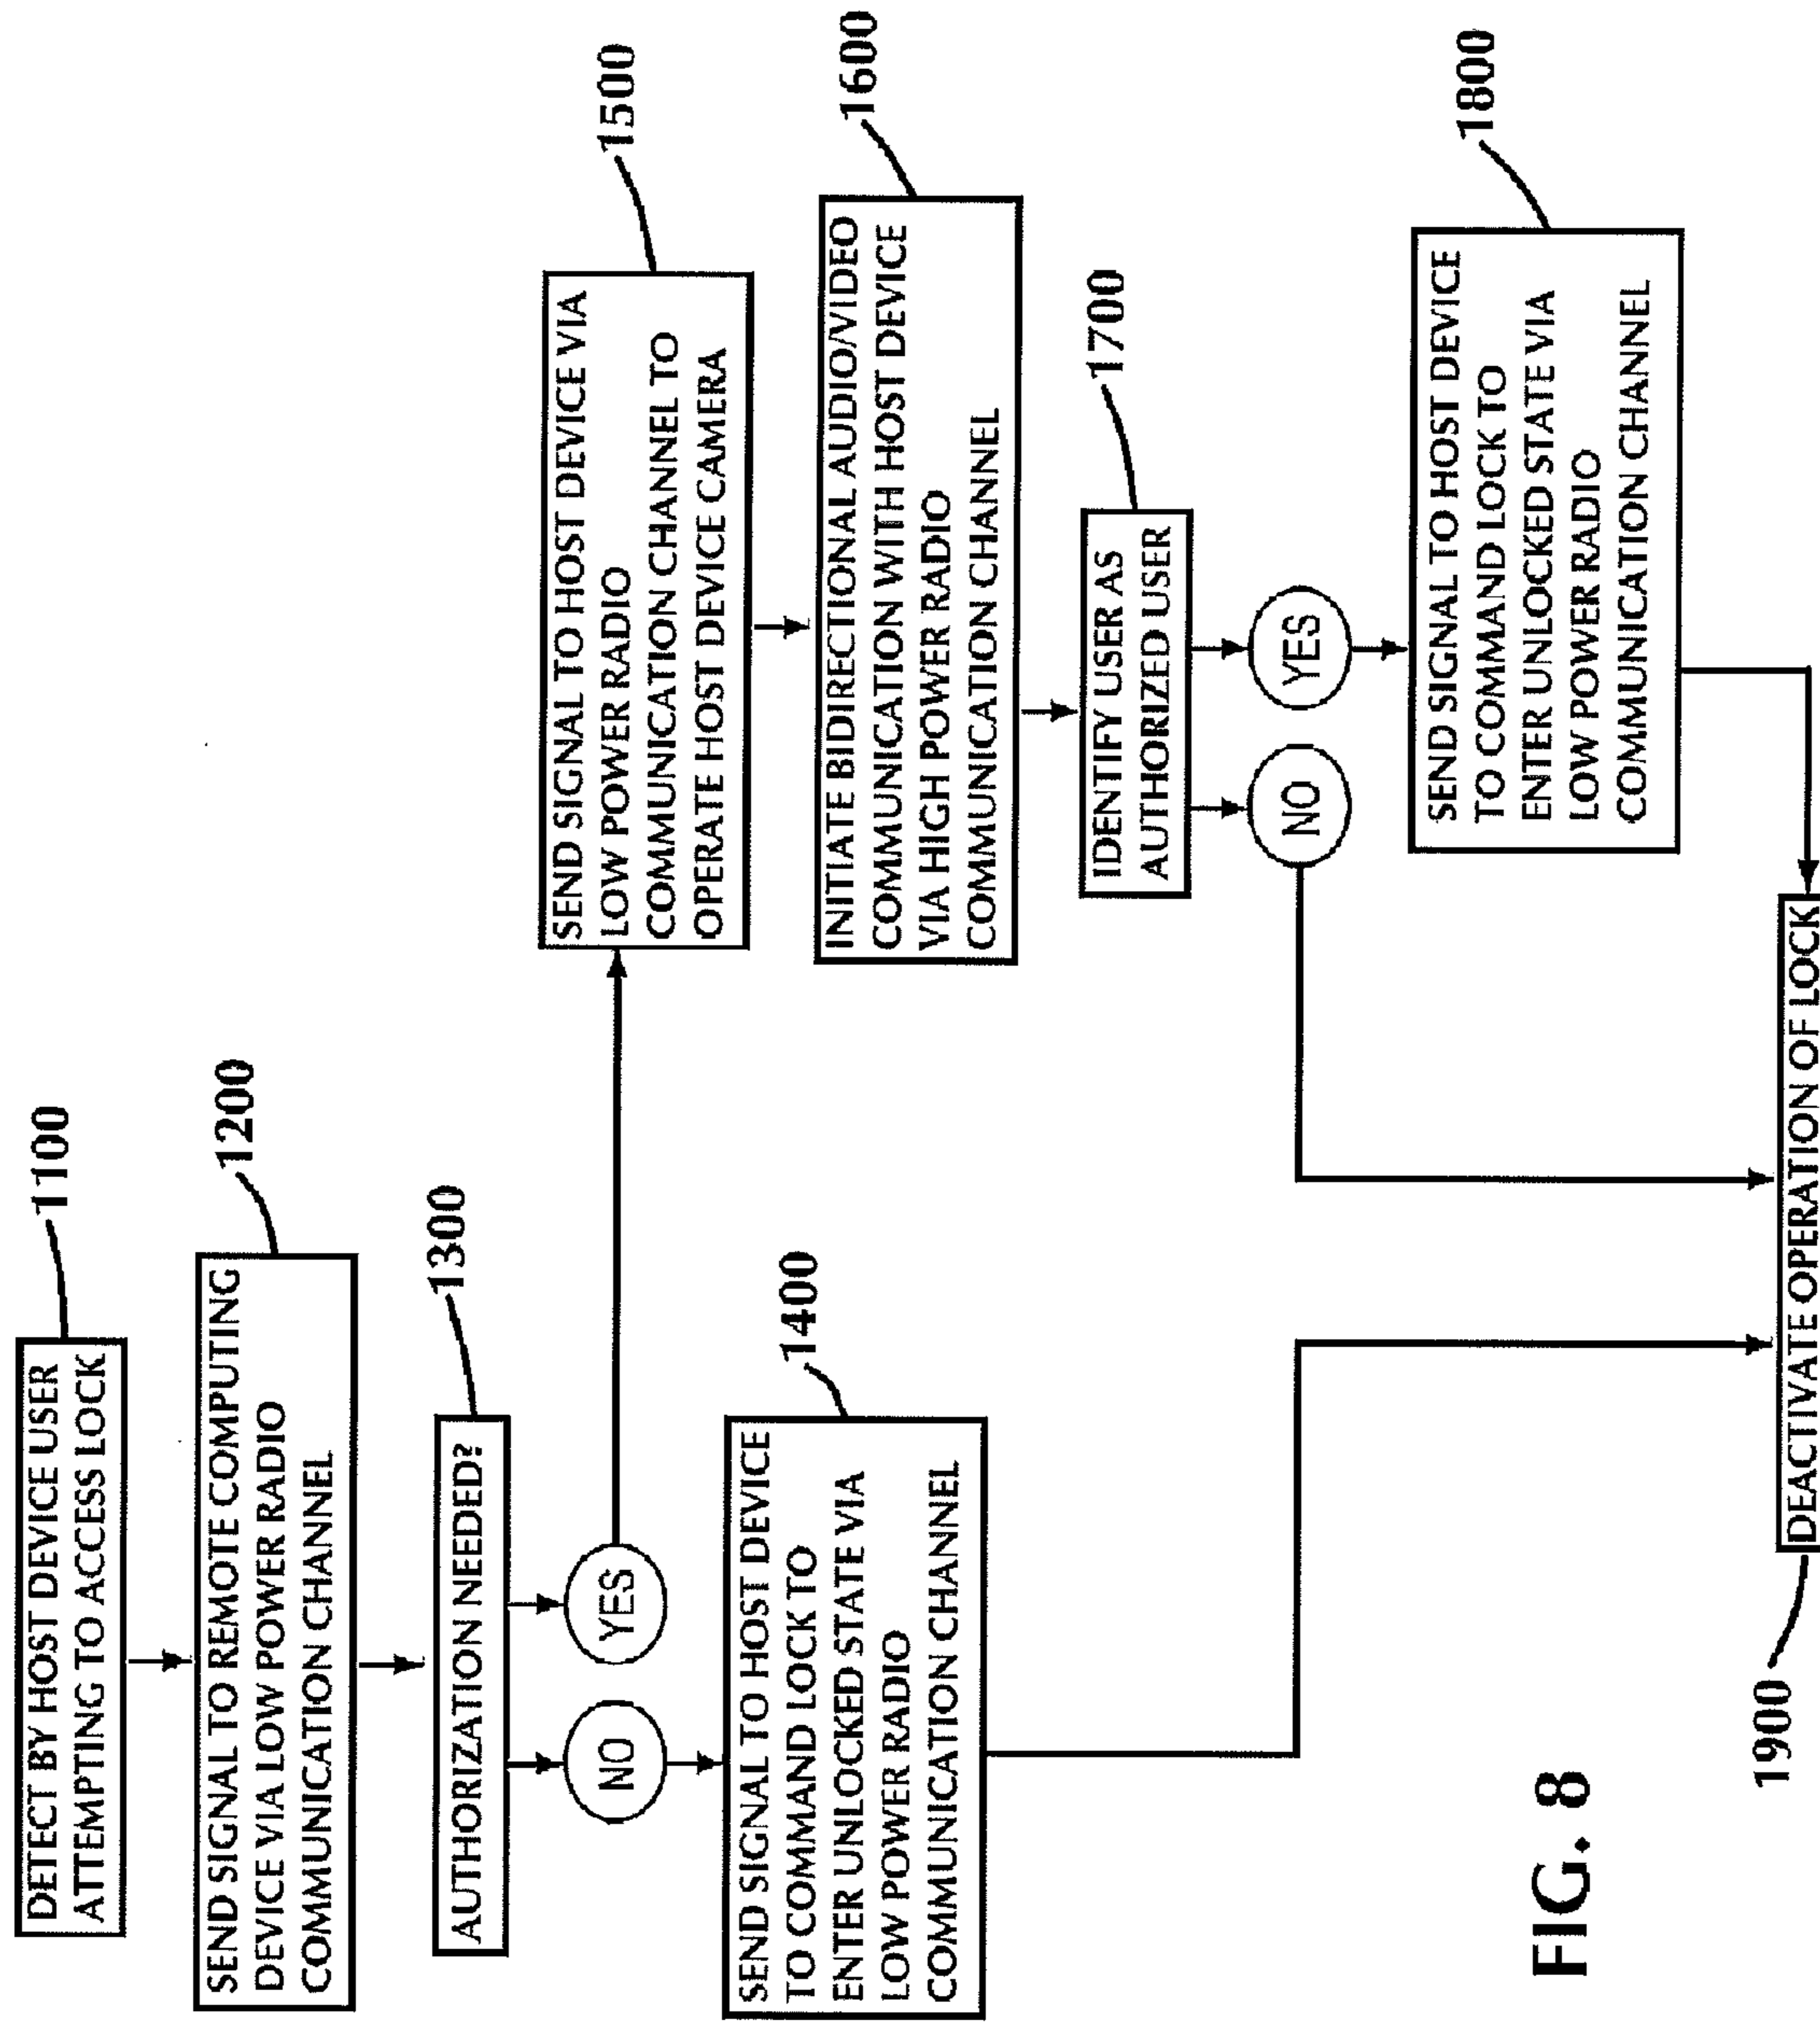 DETECT BY HOST DEVICE USER
ATTEMPTING TO ACCESS LOCK
1100
SEND SIGNAL TO REMOTE COMPUTING
DEVICE VIA LOW POWER RADIO
COMMUNICATION CHANNEL
1200
AUTHORIZATION NEEDED?
1300
NO
YES
SEND SIGNAL TO HOST DEVICE
TO COMMAND LOCK TO
ENTER UNLOCKED STATE VIA
LOW POWER RADIO
COMMUNICATION CHANNEL
1400
SEND SIGNAL TO HOST DEVICE VIA
LOW POWER RADIO
COMMUNICATION CHANNEL TO
OPERATE HOST DEVICE CAMERA
1500
INITIATE BIDIRECTIONAL AUDIO/VIDEO
COMMUNICATION WITH HOST DEVICE
VIA HIGH POWER RADIO
COMMUNICATION CHANNEL
1600
IDENTIFY USER AS
AUTHORIZED USER
1700
NO
YES
SEND SIGNAL TO HOST DEVICE
TO COMMAND LOCK TO
ENTER UNLOCKED STATE VIA
LOW POWER RADIO
COMMUNICATION CHANNEL
1800
DEACTIVATE OPERATION OF LOCK
1900
FIG. 8